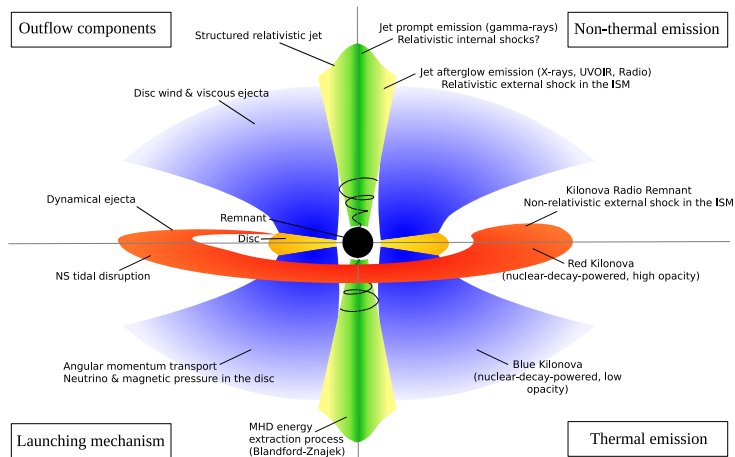 Outflow components
Non-thermal emission
Structured relativistic jet
Jet prompt emission (gamma-rays)
Relativistic internal shocks?
Jet afterglow emission (X-rays, UVOIR, Radio)
Relativistic external shock in the ISM
Disc wind & viscous ejecta
Dynamical ejecta
Remnant
Disc
Kilonova Radio Remnant
Non-relativistic external shock in the ISM
NS tidal disruption
Red Kilonova
(nuclear-decay-powered, high opacity)
Angular momentum transport
Neutrino & magnetic pressure in the disc
Blue Kilonova
(nuclear-decay-powered, low
opacity)
MHD energy
extraction process
(Blandford-Znajek)
Launching mechanism
Thermal emission